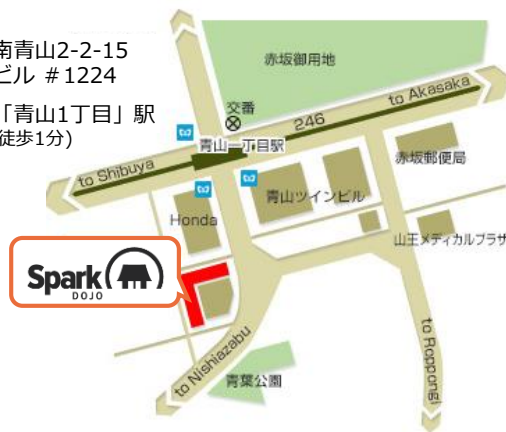 南青山2-2-15
ビル #1224
「青山1丁目」駅
徒歩1分)
赤坂御用地
交番
246
to Akasaka
青山一丁目駅
to Shibuya
赤坂郵便局
青山ツインビル
Honda
山王メディカルプラザ
Spark
DOJO
to Nishiazabu
to Roppongi
青葉公園